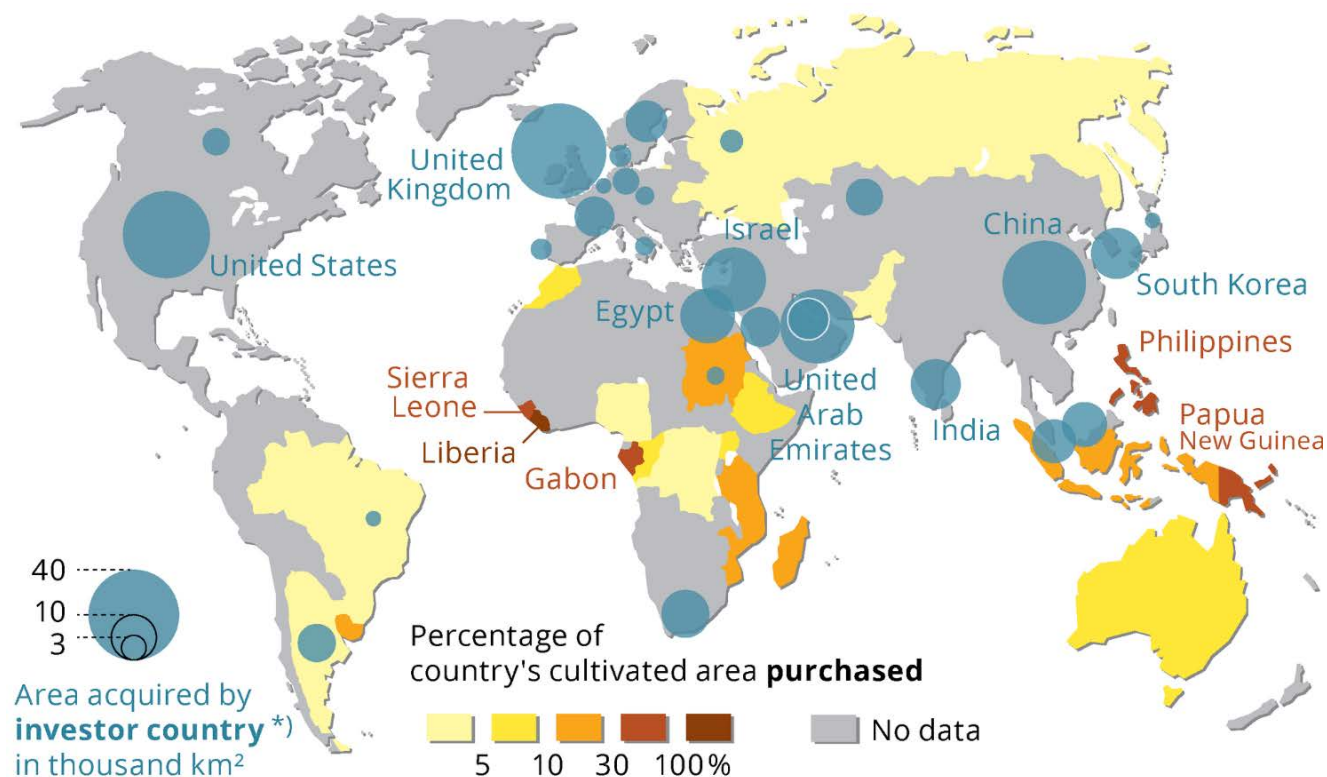 United
Kingdom
United States
Israel
China
South Korea
Egypt
Philippines
Sierra
Leone
United
Arab
Emirates
India
Papua
New Guinea
Liberia
Gabon
40
10
3
Area acquired by
investor country *)
in thousand km²
Percentage of
country's cultivated area purchased
5 10 30 100%
No data